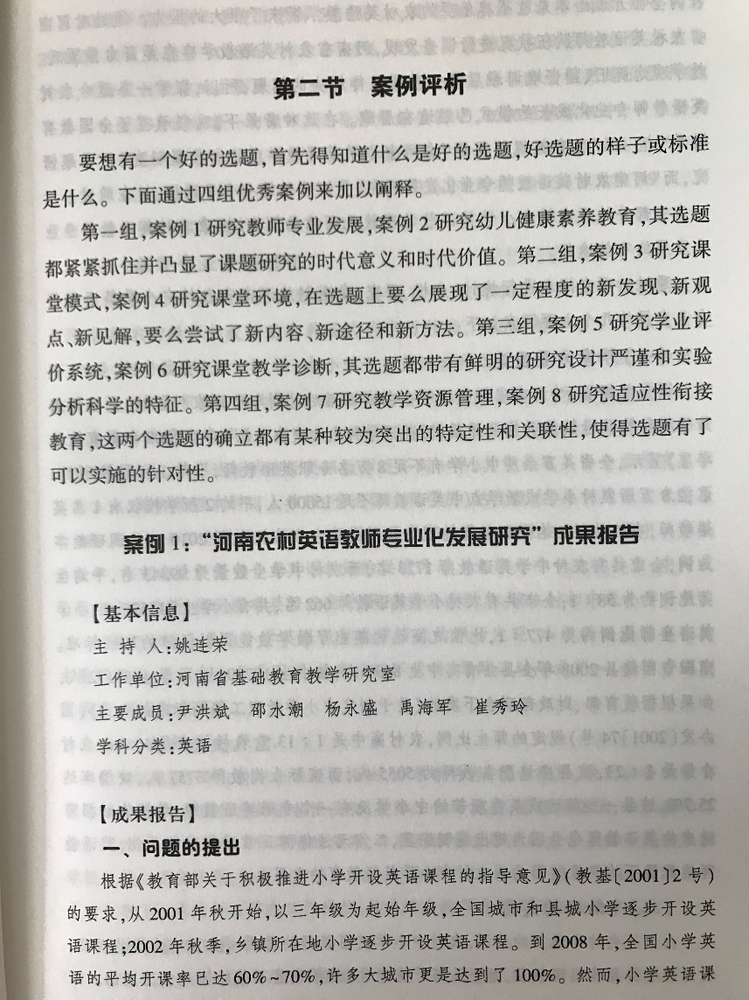 第二节 案例评析
要想有一个好的选题,首先得知道什么是好的选题,好选题的样子或标准
是什么。下面通过四组优秀案例来加以阐释。
第一组,案例 1 研究教师专业发展,案例 2 研究幼儿健康素养教育,其选题
都紧紧抓住并凸显了课题研究的时代意义和时代价值。第二组,案例 3 研究课
堂模式,案例 4 研究课堂环境,在选题上要么展现了一定程度的新发现、新观
点、新见解,要么尝试了新内容、新途径和新方法。第三组,案例 5 研究学业评
价系统,案例 6 研究课堂教学诊断,其选题都带有鲜明的研究设计严谨和实验
分析科学的特征。第四组,案例 7 研究教学资源管理,案例 8 研究适应性衔接
教育,这两个选题的确立都有某种较为突出的特定性和关联性,使得选题有了
可以实施的针对性。
案例 1:“河南农村英语教师专业化发展研究”成果报告
【基本信息】
主 持 人:姚连荣
工作单位:河南省基础教育教学研究室
主要成员:尹洪斌 邵水潮 杨永盛 禹海军 崔秀玲
学科分类:英语
【成果报告】
一、问题的提出
根据《教育部关于积极推进小学开设英语课程的指导意见》(教基〔2001〕2 号)
的要求,从 2001 年秋开始,以三年级为起始年级,全国城市和县城小学逐步开设英
语课程;2002 年秋季,乡镇所在地小学逐步开设英语课程。到 2008 年,全国小学英
语的平均开课率已达 60%~70%,许多大城市更是达到了 100%。然而,小学英语课